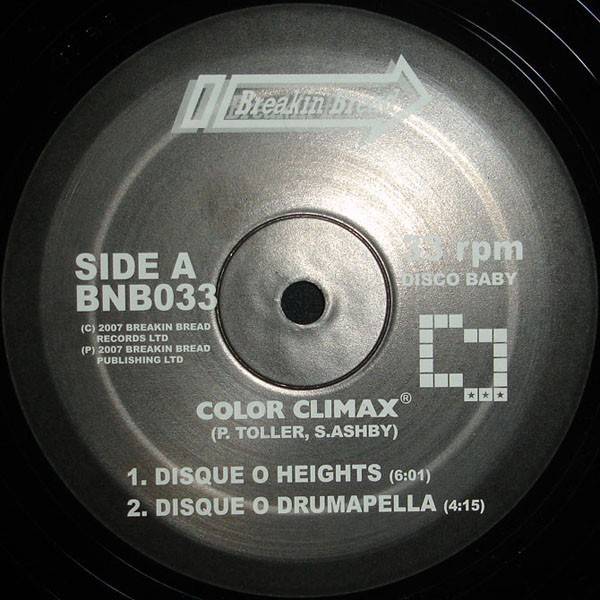 Breakin Bread
33 rpm
DISCO BABY
SIDE A
BNB033
(C) 2007 BREAKIN BREAD
RECORDS LTD
(P) 2007 BREAKIN BREAD
PUBLISHING LTD
COLOR CLIMAX®
(P. TOLLER, S.ASHBY)
1. DISQUE O HEIGHTS (6:01)
2. DISQUE O DRUMAPELLA (4:15)